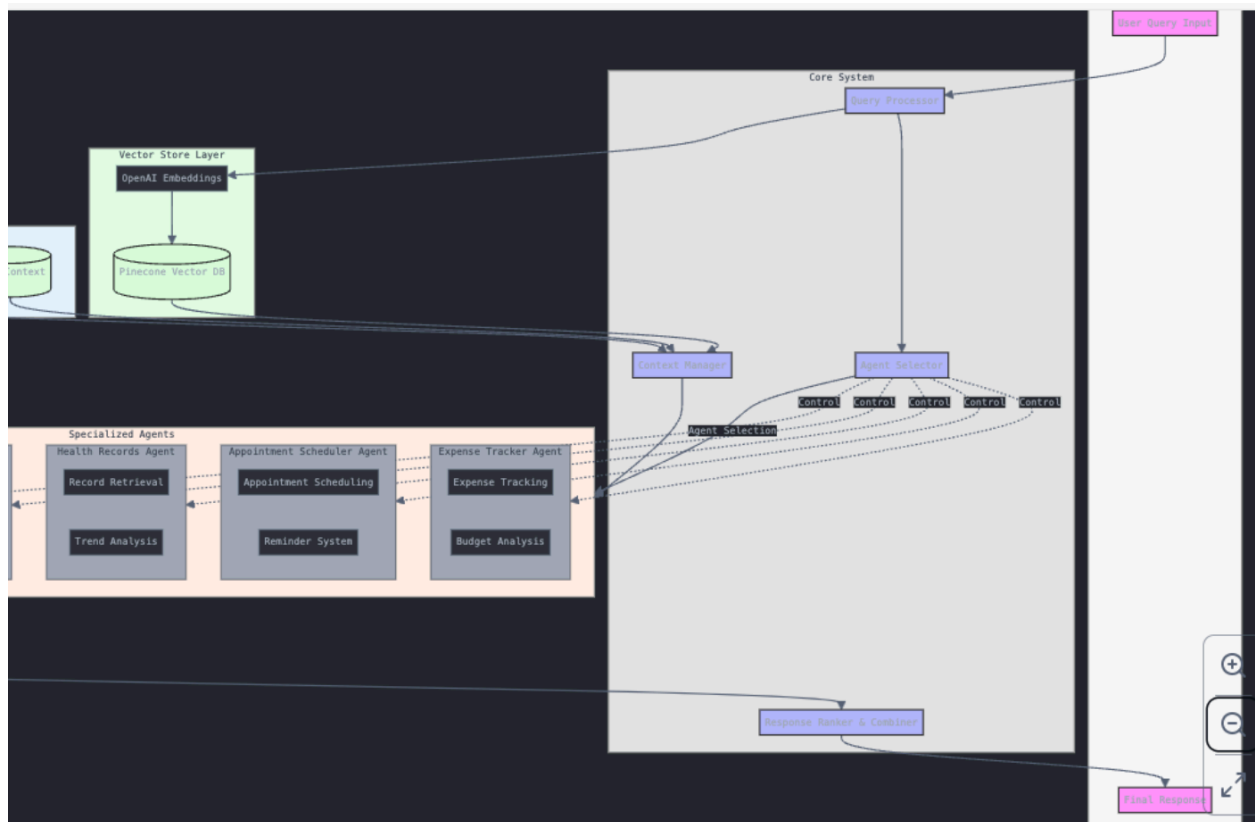 User Query Input
Core System
Query Processor
Vector Store Layer
OpenAI Embeddings
Context
Pinecone Vector DB
Context Manager
Agent Selector
Control
Control
Control
Control
Control
Agent Selection
Specialized Agents
Health Records Agent
Appointment Scheduler Agent
Expense Tracker Agent
Record Retrieval
Appointment Scheduling
Expense Tracking
Trend Analysis
Reminder System
Budget Analysis
Response Ranker & Combiner
Final Response